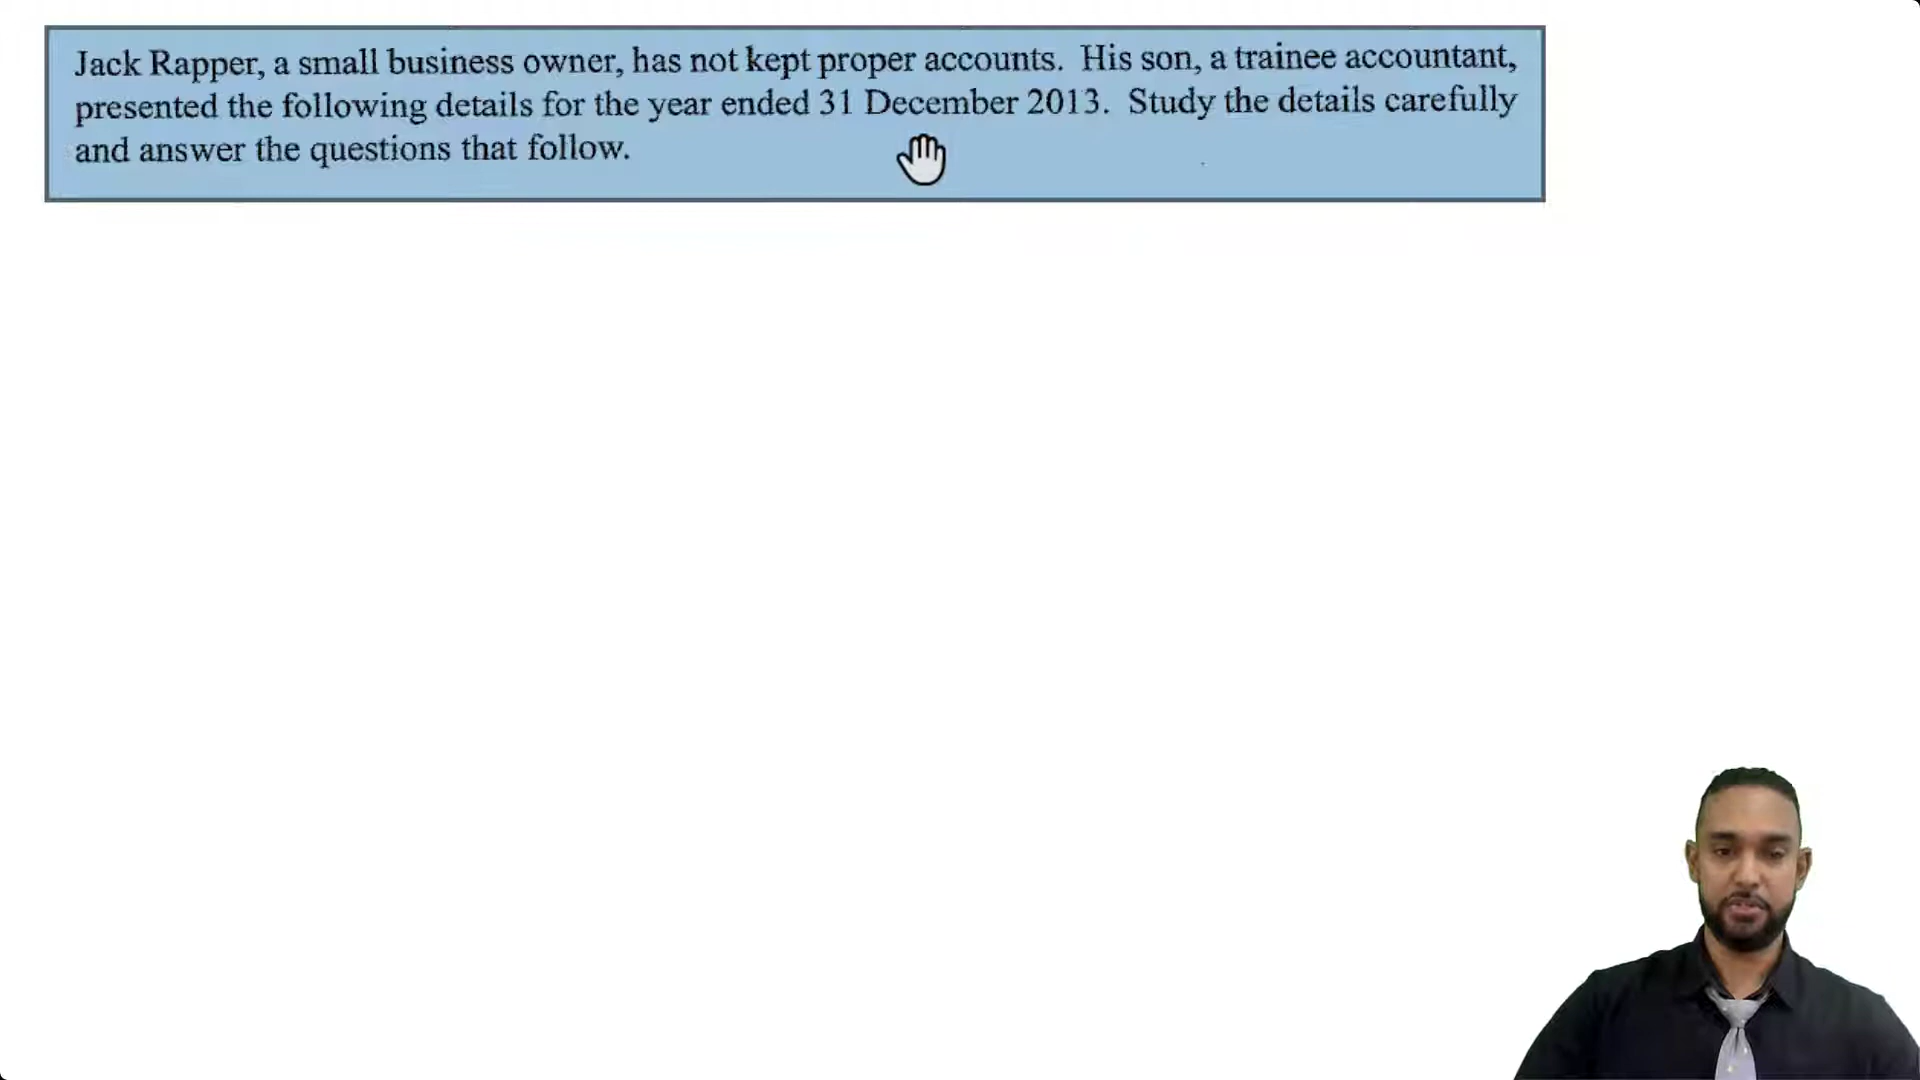 Jack Rapper, a small business owner, has not kept proper accounts. His son, a trainee accountant,
presented the following details for the year ended 31 December 2013. Study the details carefully
and answer the questions that follow.